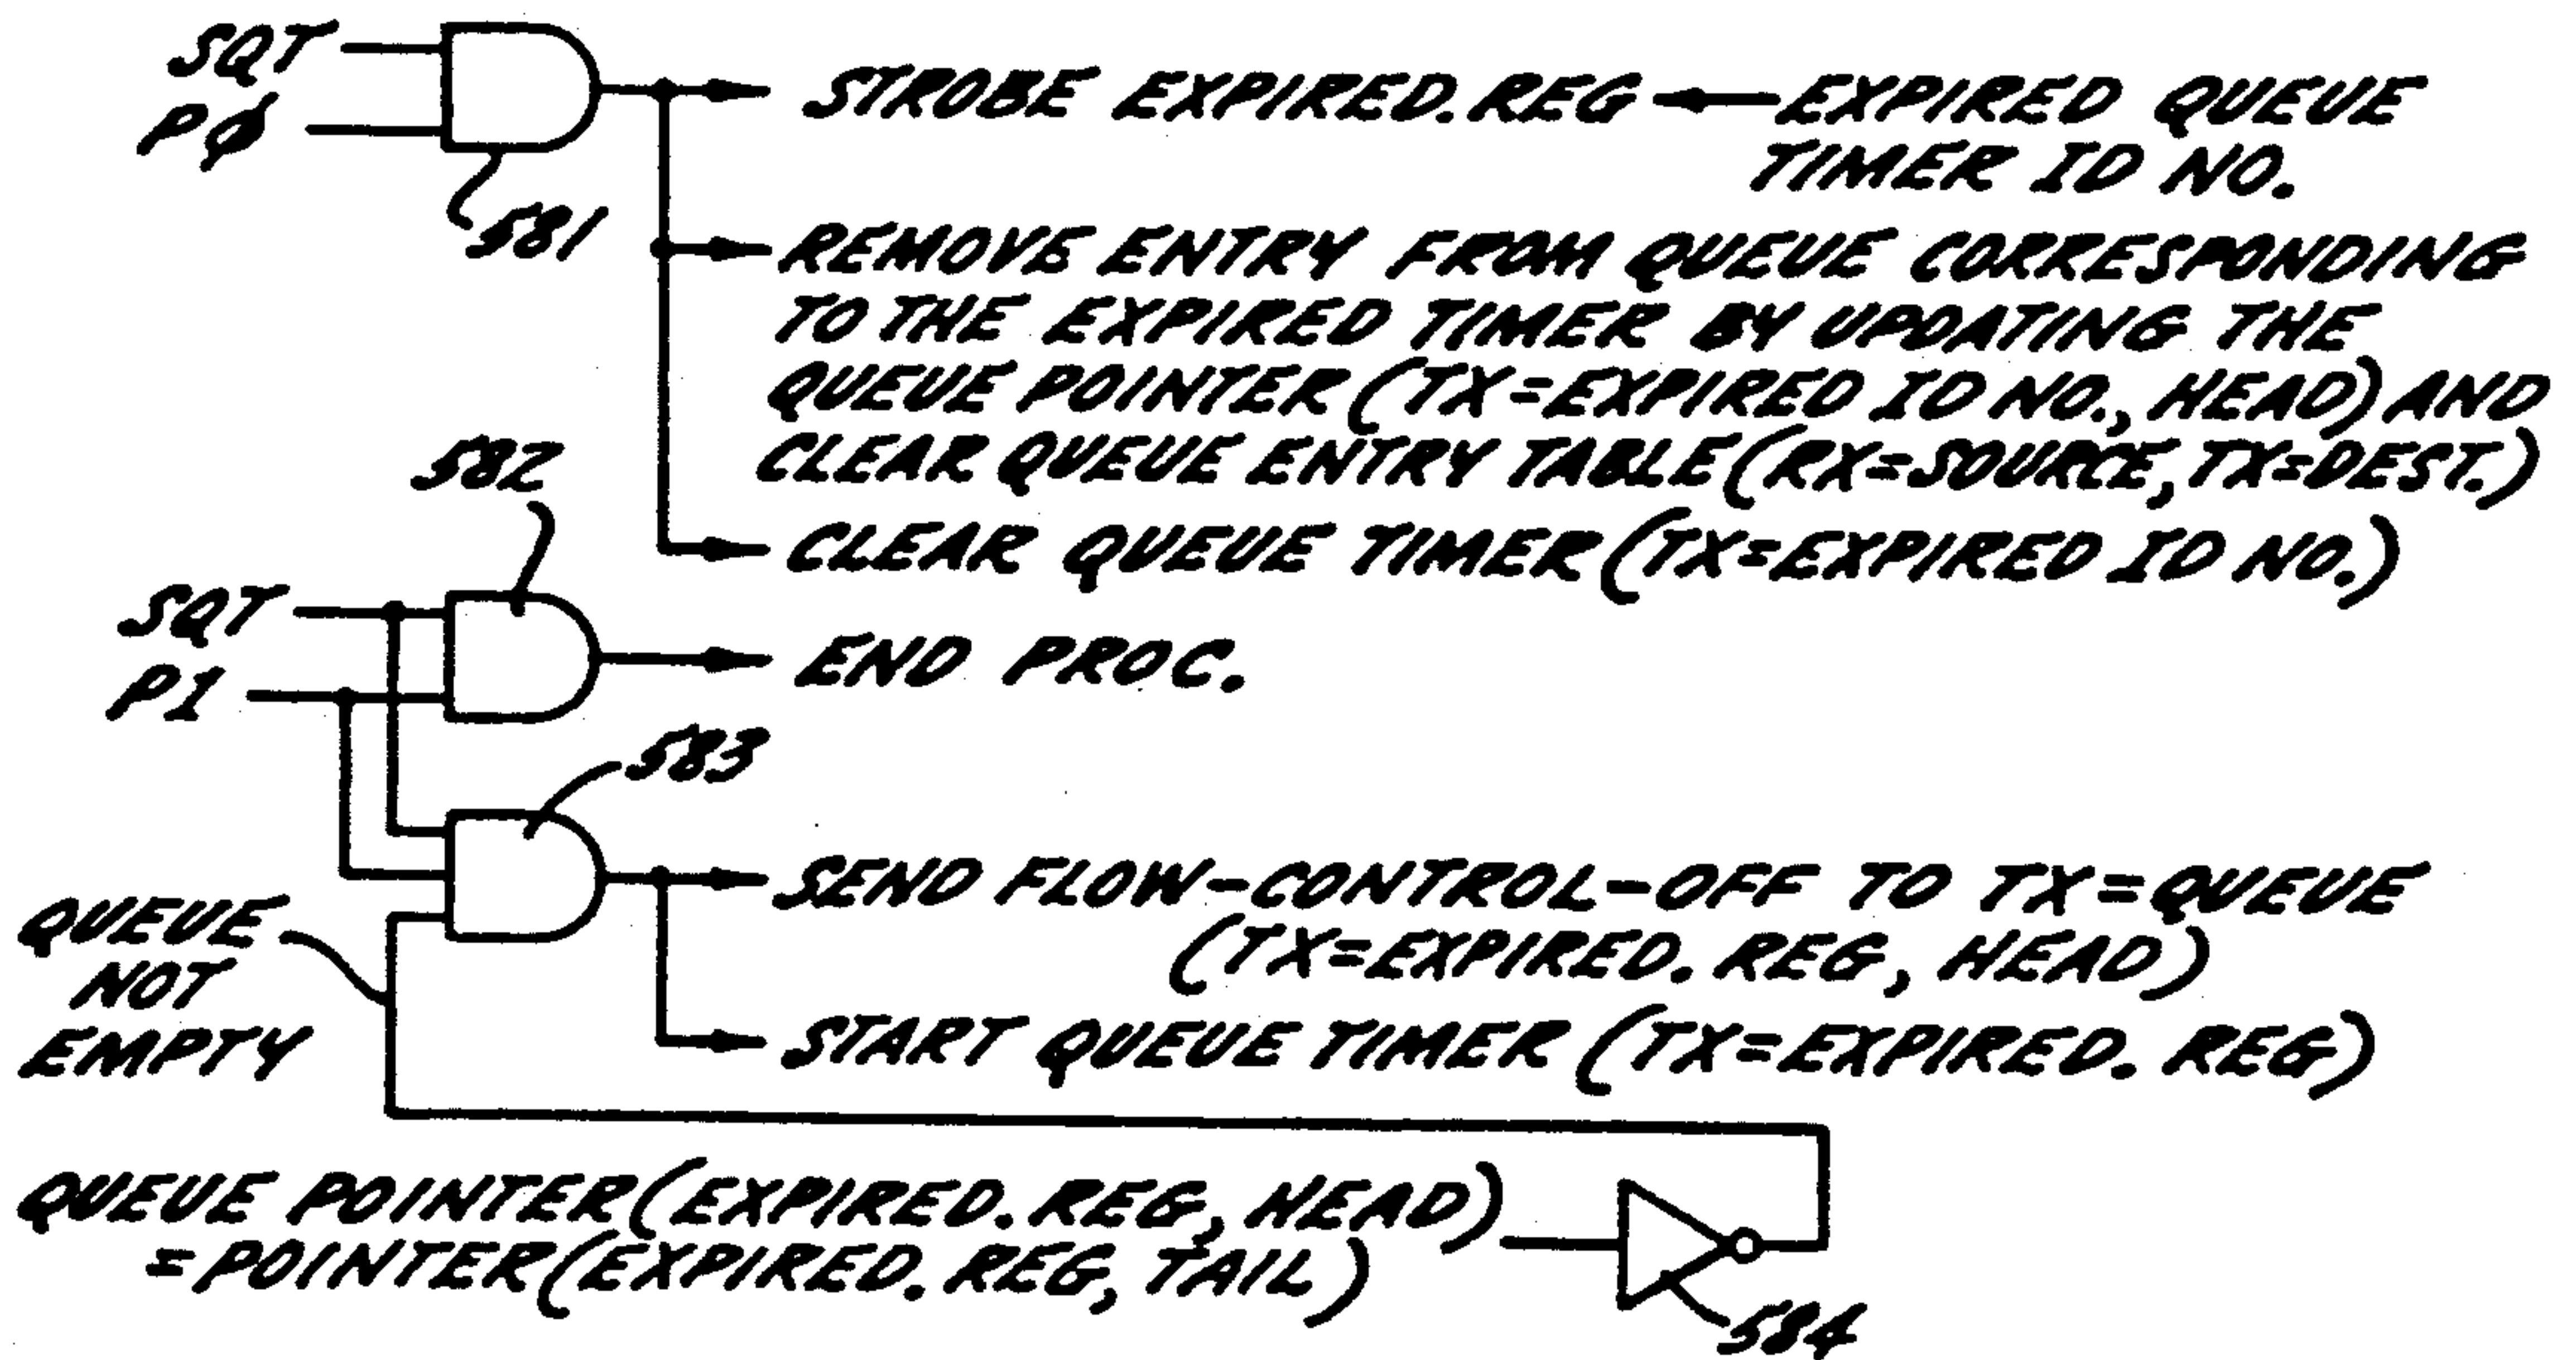 SQT
PØ
581
STROBE EXPIRED.REG ← EXPIRED QUEUE
TIMER ID NO.
REMOVE ENTRY FROM QUEUE CORRESPONDING
TO THE EXPIRED TIMER BY UPDATING THE
QUEUE POINTER (TX=EXPIRED ID NO., HEAD) AND
CLEAR QUEUE ENTRY TABLE (RX=SOURCE, TX=DEST.)
CLEAR QUEUE TIMER (TX=EXPIRED ID NO.)
582
SQT
P1
END PROC.
583
SEND FLOW-CONTROL-OFF TO TX=QUEUE
(TX=EXPIRED.REG, HEAD)
START QUEUE TIMER (TX=EXPIRED.REG)
QUEUE
NOT
EMPTY
QUEUE POINTER (EXPIRED.REG, HEAD)
=POINTER (EXPIRED.REG, TAIL)
584